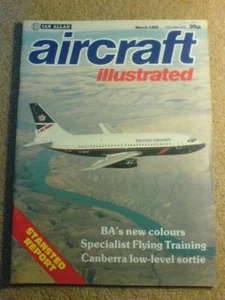 IAN ALLAN
March 1985
95p
aircraft
illustrated
BRITISH AIRWAYS
STANSTED
REPORT
BA's new colours
Specialist Flying Training
Canberra low-level sortie